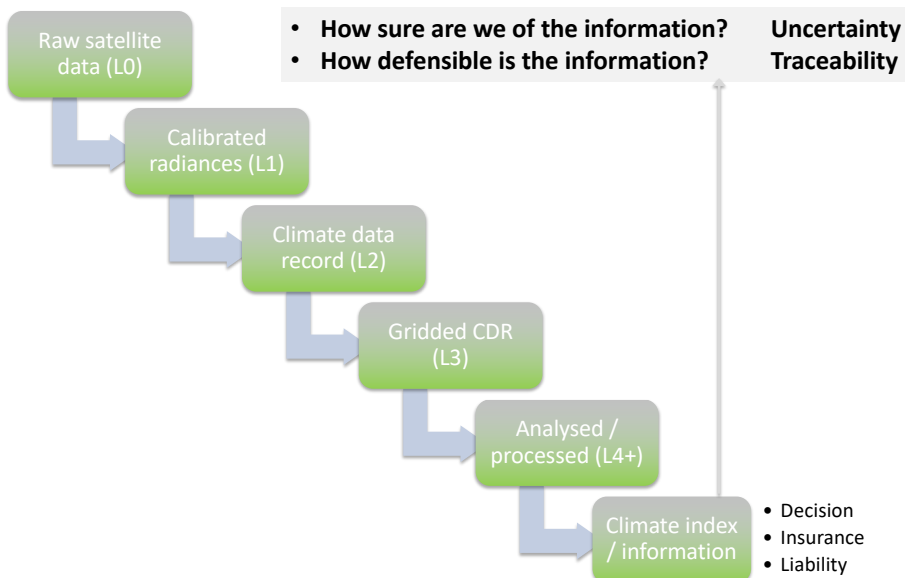 • How sure are we of the information? Uncertainty
• How defensible is the information? Traceability
Raw satellite
data (L0)
Calibrated
radiances (L1)
Climate data
record (L2)
Gridded CDR
(L3)
Analysed /
processed (L4+)
Climate index
/ information
• Decision
• Insurance
• Liability